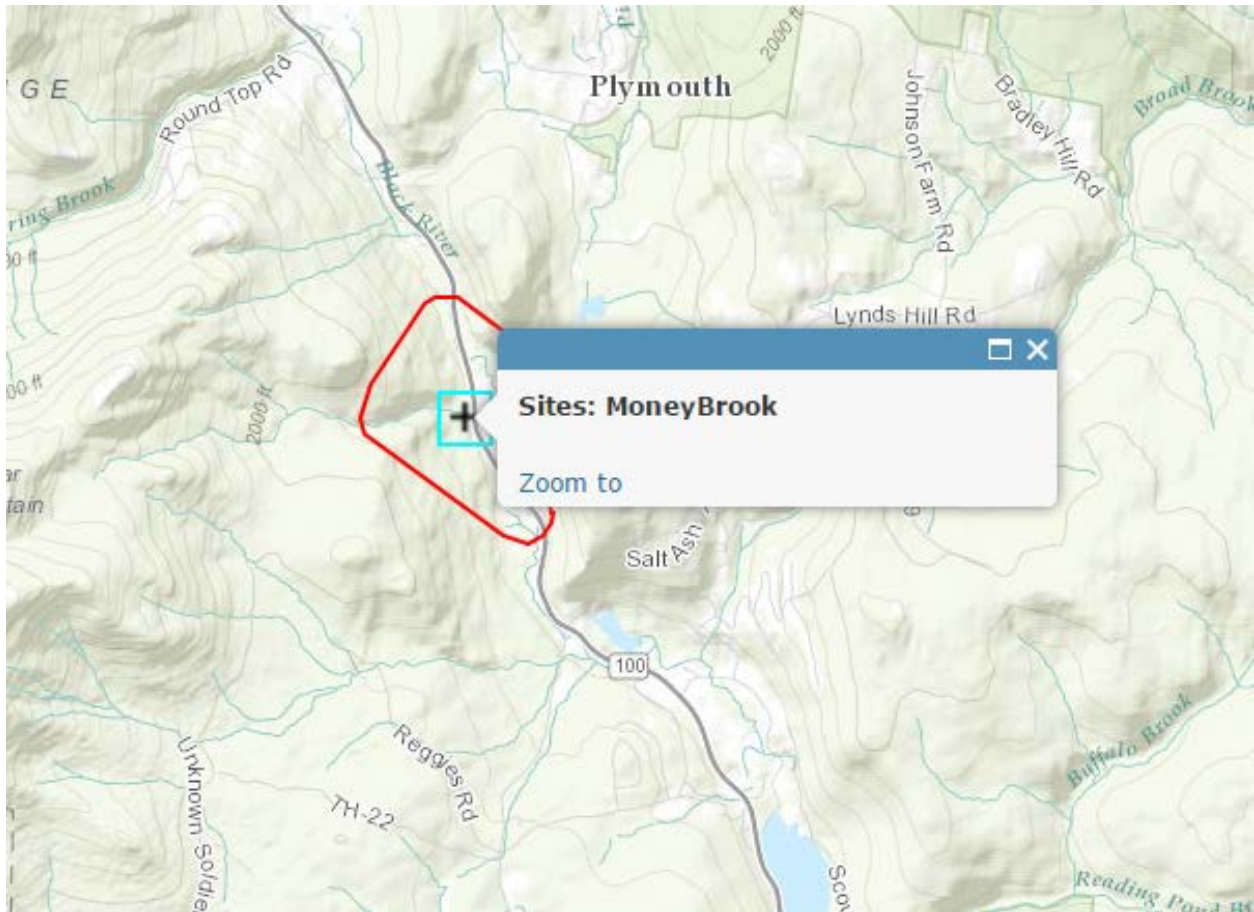 Plymouth
2000 ft
G E
Round Top Rd
Johnson Farm Rd
Bradley Hill Rd
Broad Brook
Black River
ring Brook
00 ft
Lynds Hill Rd
Sites: MoneyBrook
00 ft
2000 ft
Zoom to
tain
Salt Ash
100
Reggies Rd
Unknown Soldie
TH-22
Buffalo Brook
Scou
Reading Pond